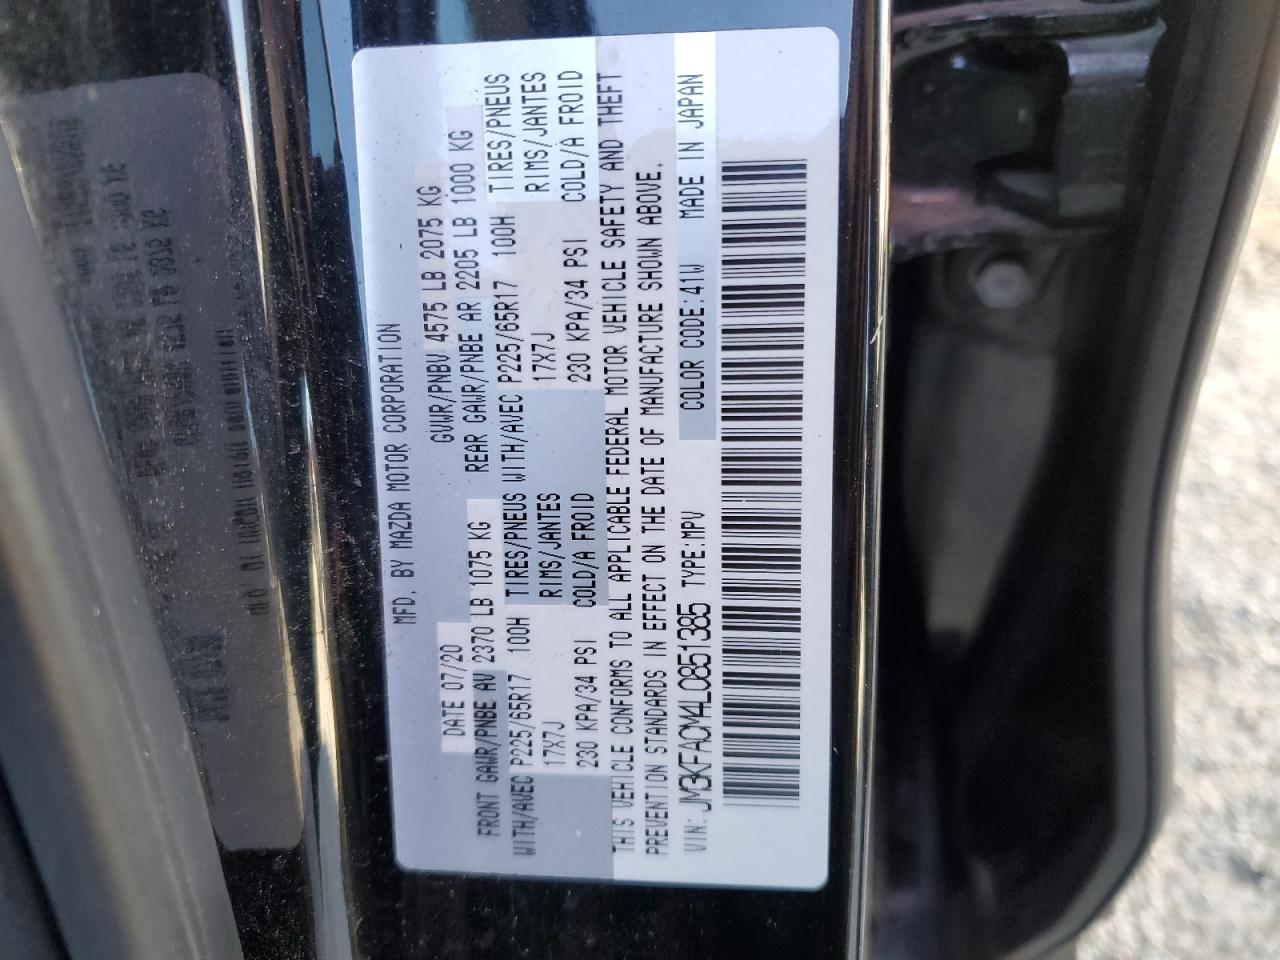 MFD. BY MAZDA MOTOR CORPORATION
DATE 07/20 GVWR/PNBV 4575 LB 2075 KG
FRONT GAWR/PNBE AV 2370 LB 1075 KG REAR GAWR/PNBE AR 2205 LB 1000 KG
WITH/AVEC P225/65R17 100H TIRES/PNEUS WITH/AVEC P225/65R17 100H TIRES/PNEUS
17X7J RIMS/JANTES 17X7J RIMS/JANTES
230 KPA/34 PSI COLD/A FROID 230 KPA/34 PSI COLD/A FROID
THIS VEHICLE CONFORMS TO ALL APPLICABLE FEDERAL MOTOR VEHICLE SAFETY AND THEFT
PREVENTION STANDARDS IN EFFECT ON THE DATE OF MANUFACTURE SHOWN ABOVE.
VIN: JM3KFACM4L0851385 TYPE:MPV COLOR CODE:41W MADE IN JAPAN